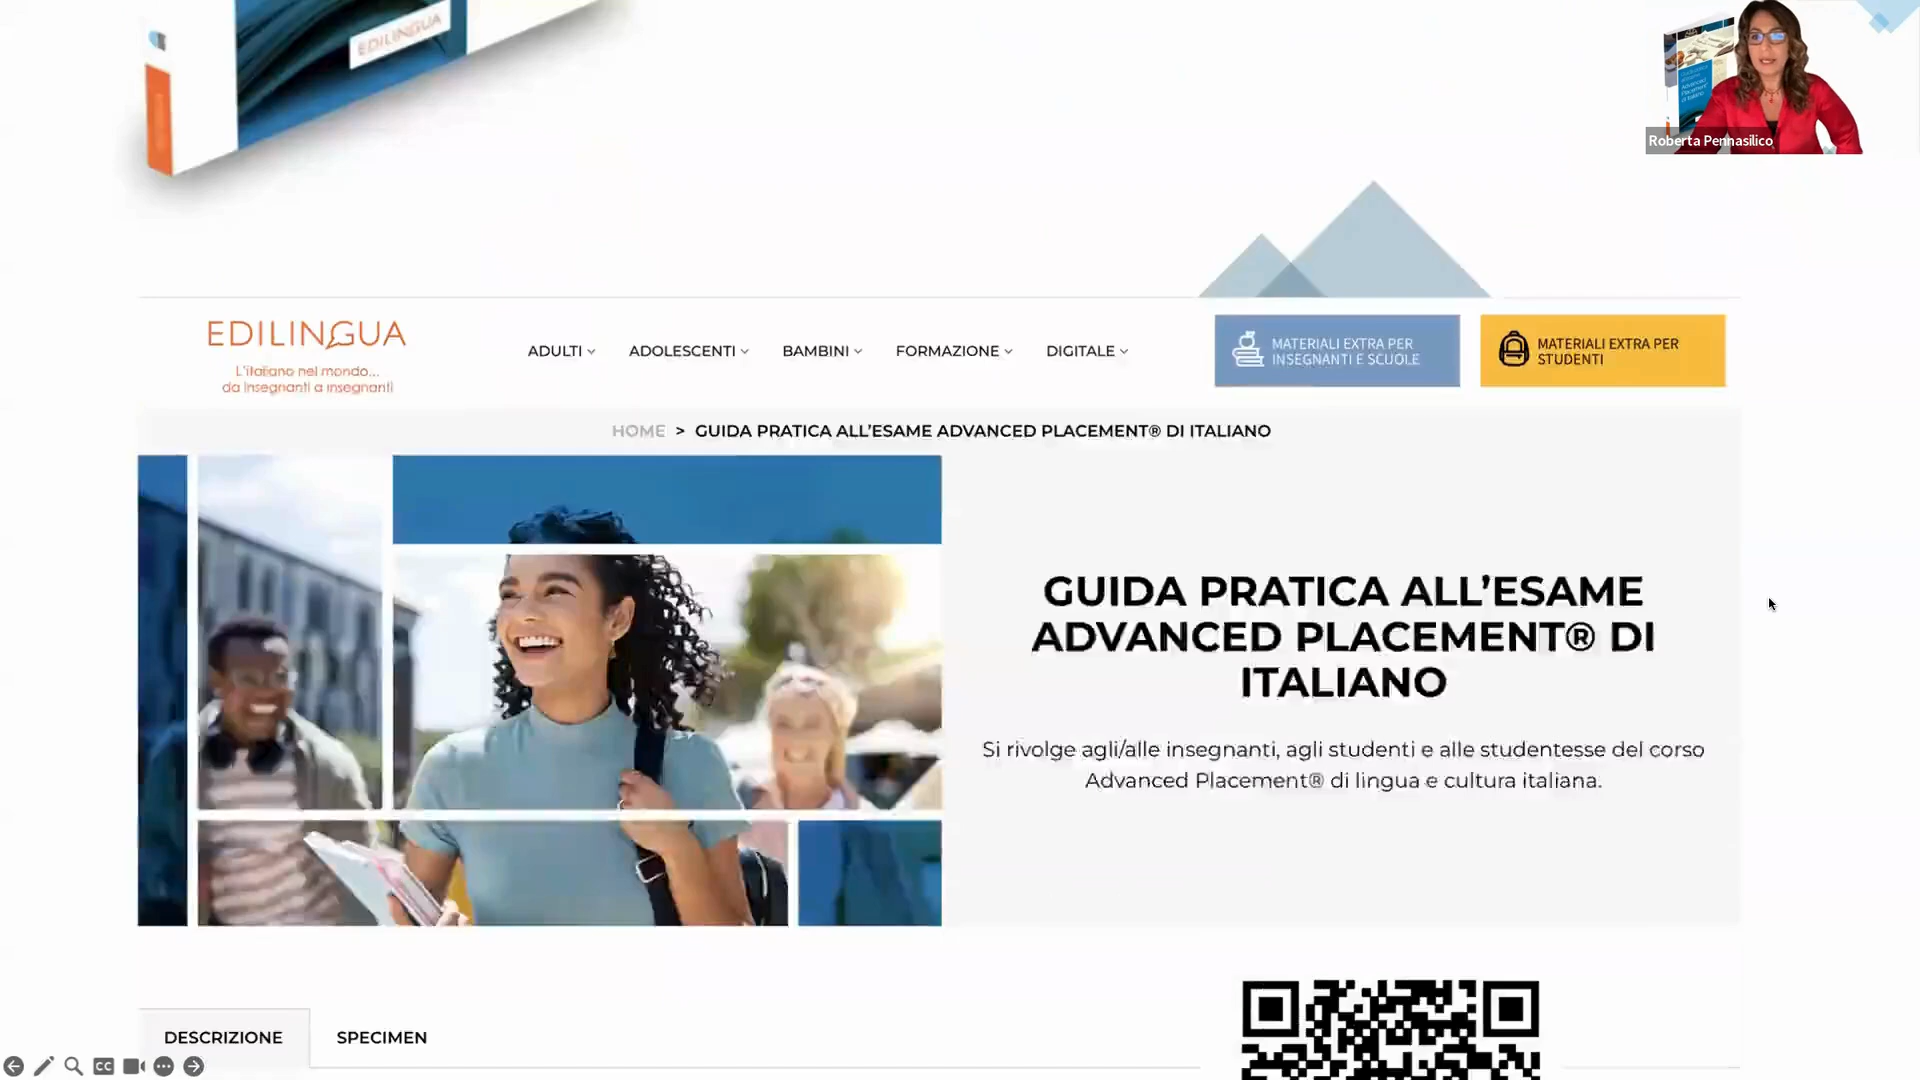 EDILINGUA
Roberta Pennasilico
EDILINGUA
L'italiano nel mondo...
da insegnanti a insegnanti
ADULTI
ADOLESCENTI
BAMBINI
FORMAZIONE
DIGITALE
MATERIALI EXTRA PER
INSEGNANTI E SCUOLE
MATERIALI EXTRA PER
STUDENTI
HOME > GUIDA PRATICA ALL'ESAME ADVANCED PLACEMENT® DI ITALIANO
GUIDA PRATICA ALL'ESAME
ADVANCED PLACEMENT® DI
ITALIANO
Si rivolge agli/alle insegnanti, agli studenti e alle studentesse del corso
Advanced Placement® di lingua e cultura italiana.
DESCRIZIONE
SPECIMEN
CC